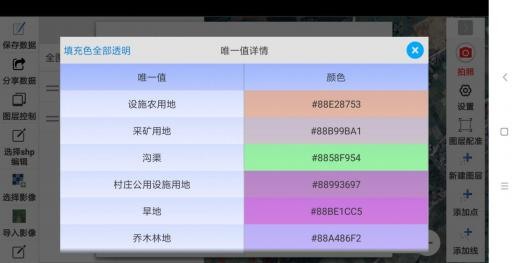 保存数据
分享数据
图层控制
选择shp
编辑
选择影像
导入影像
填充色全部透明
唯一值详情
唯一值
颜色
设施农用地
#88E28753
采矿用地
#88B99BA1
沟渠
#8858F954
村庄公用设施用地
#88993697
旱地
#88BE1CC5
乔木林地
#88A486F2
拍照
设置
图层配准
新建图层
添加点
添加线